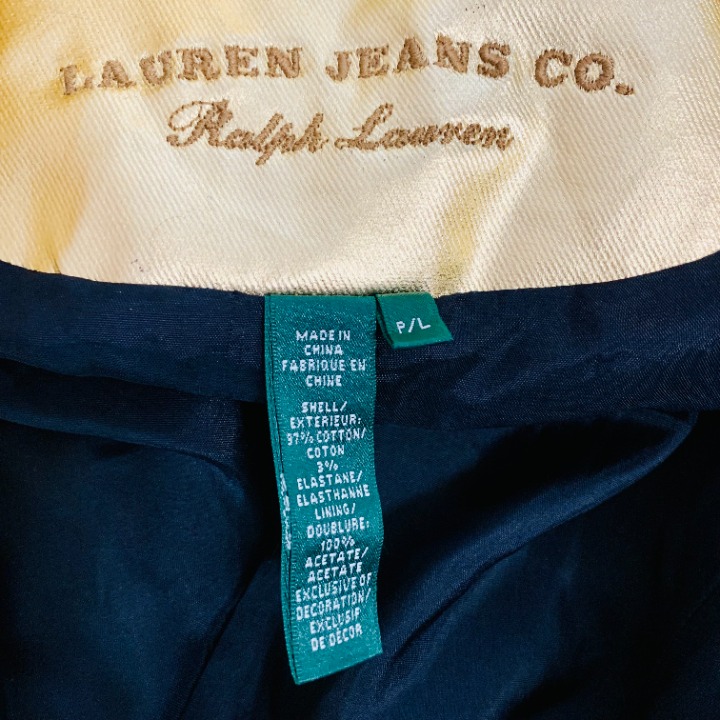 LAUREN JEANS CO.
Ralph Lauren
P/L
MADE IN
CHINA
FABRIQUE EN
CHINE
SHELL/
EXTERIEUR:
97% COTTON/
COTON
3%
ELASTANE/
ELASTHANNE
LINING/
DOUBLURE:
100%
ACETATE/
ACETATE
EXCLUSIVE OF
DECORATION/
EXCLUSIF
DE DÉCOR